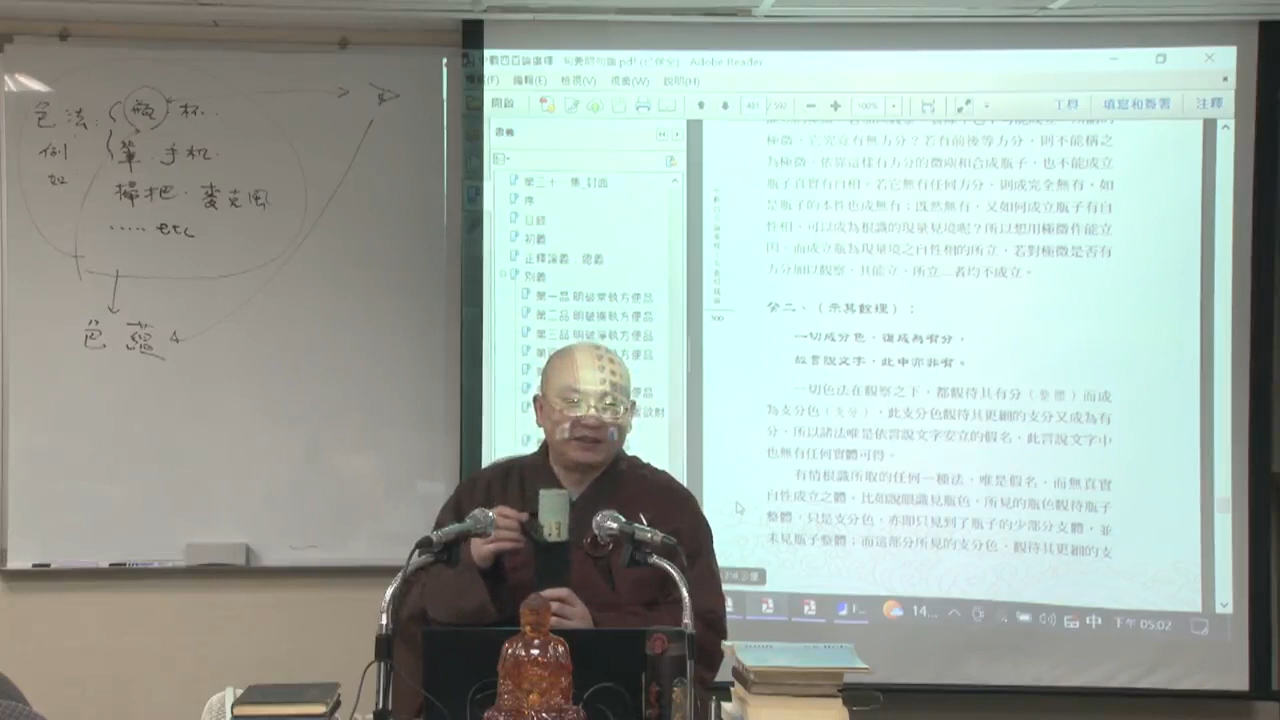 色法: 瓶 杯.
例 筆 手机.
如 掃把. 麥克風
..... etc
色 蘊
Adobe Reader
編輯(E) 檢視(V) 視窗(W) 說明(H)
開啟
100%
工具 填寫和簽署 注釋
書籤
序
目錄
初義
正釋論義 總義
別義
第一品 明破常執方便品
第二品 明破樂執方便品
第三品 明破淨執方便品
極微,它究竟有無方分?若有前後等方分,則不能稱之
為極微,依靠這樣有方分的微塵和合成瓶子,也不能成立
瓶子真實有自相。若它無有任何方分,則成完全無有,如
是瓶子的本性也成無有;既然無有,又如何成立瓶子有自
性相,可以成為根識的現量見境呢?所以想用極微作能立
因,而成立瓶為現量境之自性相的所立,若對極微是否有
方分加以觀察,其能立、所立二者均不成立。
癸二、(示其餘理):
一切成分色,復成為有分,
故言說文字,此中亦非有。
一切色法在觀察之下,都觀待其有分(整體)而成
為支分色(支分),此支分色觀待其更細的支分又成為有
分,所以諸法唯是依言說文字安立的假名,此言說文字中
也無有任何實體可得。
有情根識所取的任何一種法,唯是假名,而無真實
自性成立之體。比如說眼識見瓶色,所見的瓶色觀待瓶子
整體,只是支分色,亦即只見到了瓶子的少部分支體,並
未見瓶子整體;而這部分所見的支分色,觀待其更細的支
14... 中 下午 05:02